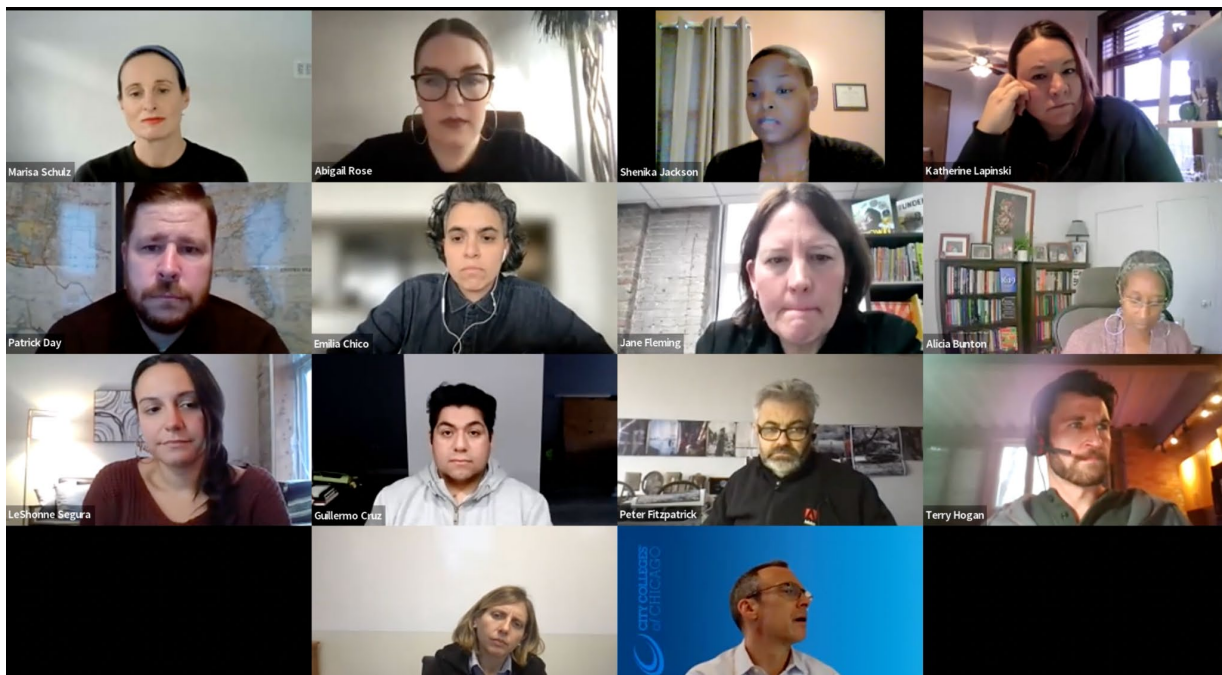 Marisa Schulz
Abigail Rose
Shenika Jackson
Katherine Lapinski
Patrick Day
Emilia Chico
Jane Fleming
Alicia Bunton
LeShonne Segura
Guillermo Cruz
Peter Fitzpatrick
Terry Hogan
CITY COLLEGES
of CHICAGO